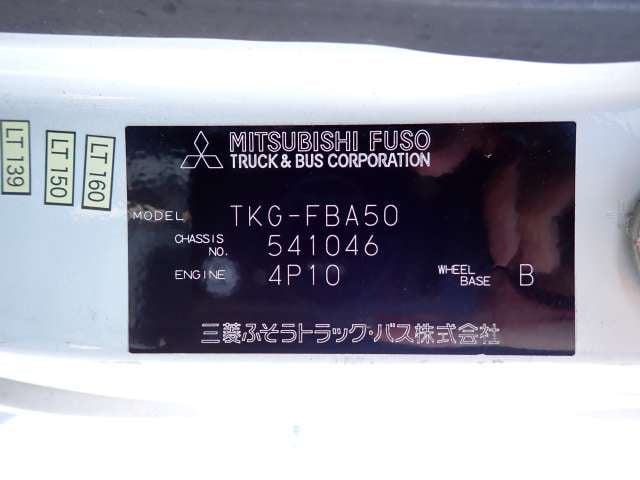 MITSUBISHI FUSO
TRUCK & BUS CORPORATION
MODEL TKG-FBA50
CHASSIS NO. 541046
ENGINE 4P10 WHEEL BASE B
三菱ふそうトラック・バス株式会社
LT 139
LT 150
LT 160